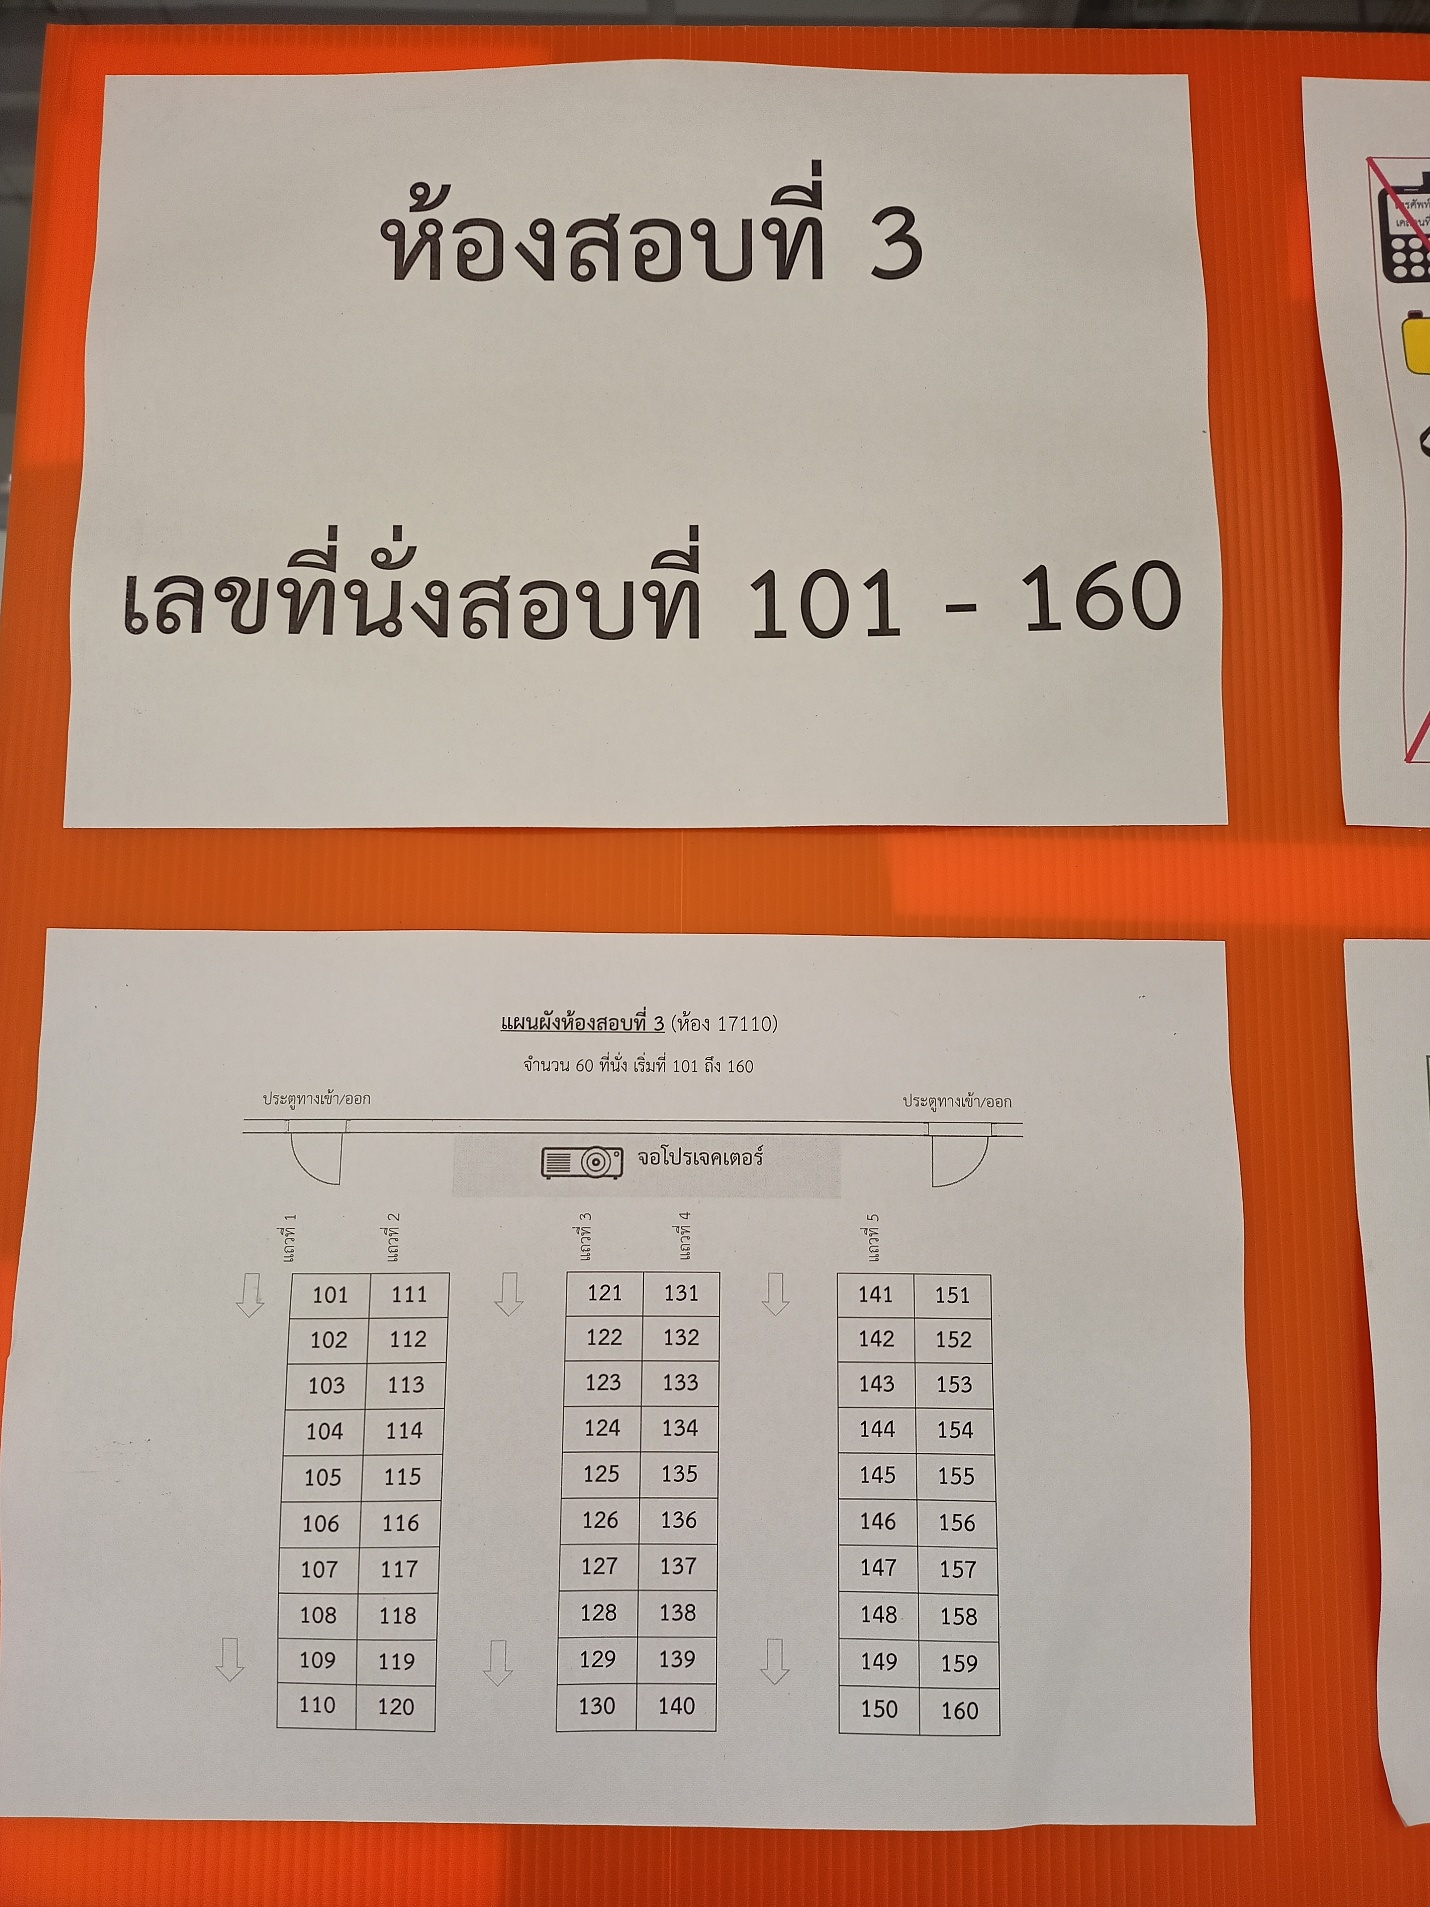 ห้องสอบที่ 3
เลขที่นั่งสอบที่ 101 - 160
แผนผังห้องสอบที่ 3 (ห้อง 17110)
จำนวน 60 ที่นั่ง เริ่มที่ 101 ถึง 160
ประตูทางเข้า/ออก ประตูทางเข้า/ออก
จอโปรเจคเตอร์
แถวที่ 1 แถวที่ 2 แถวที่ 3 แถวที่ 4 แถวที่ 5
101 111 121 131 141 151
102 112 122 132 142 152
103 113 123 133 143 153
104 114 124 134 144 154
105 115 125 135 145 155
106 116 126 136 146 156
107 117 127 137 147 157
108 118 128 138 148 158
109 119 129 139 149 159
110 120 130 140 150 160